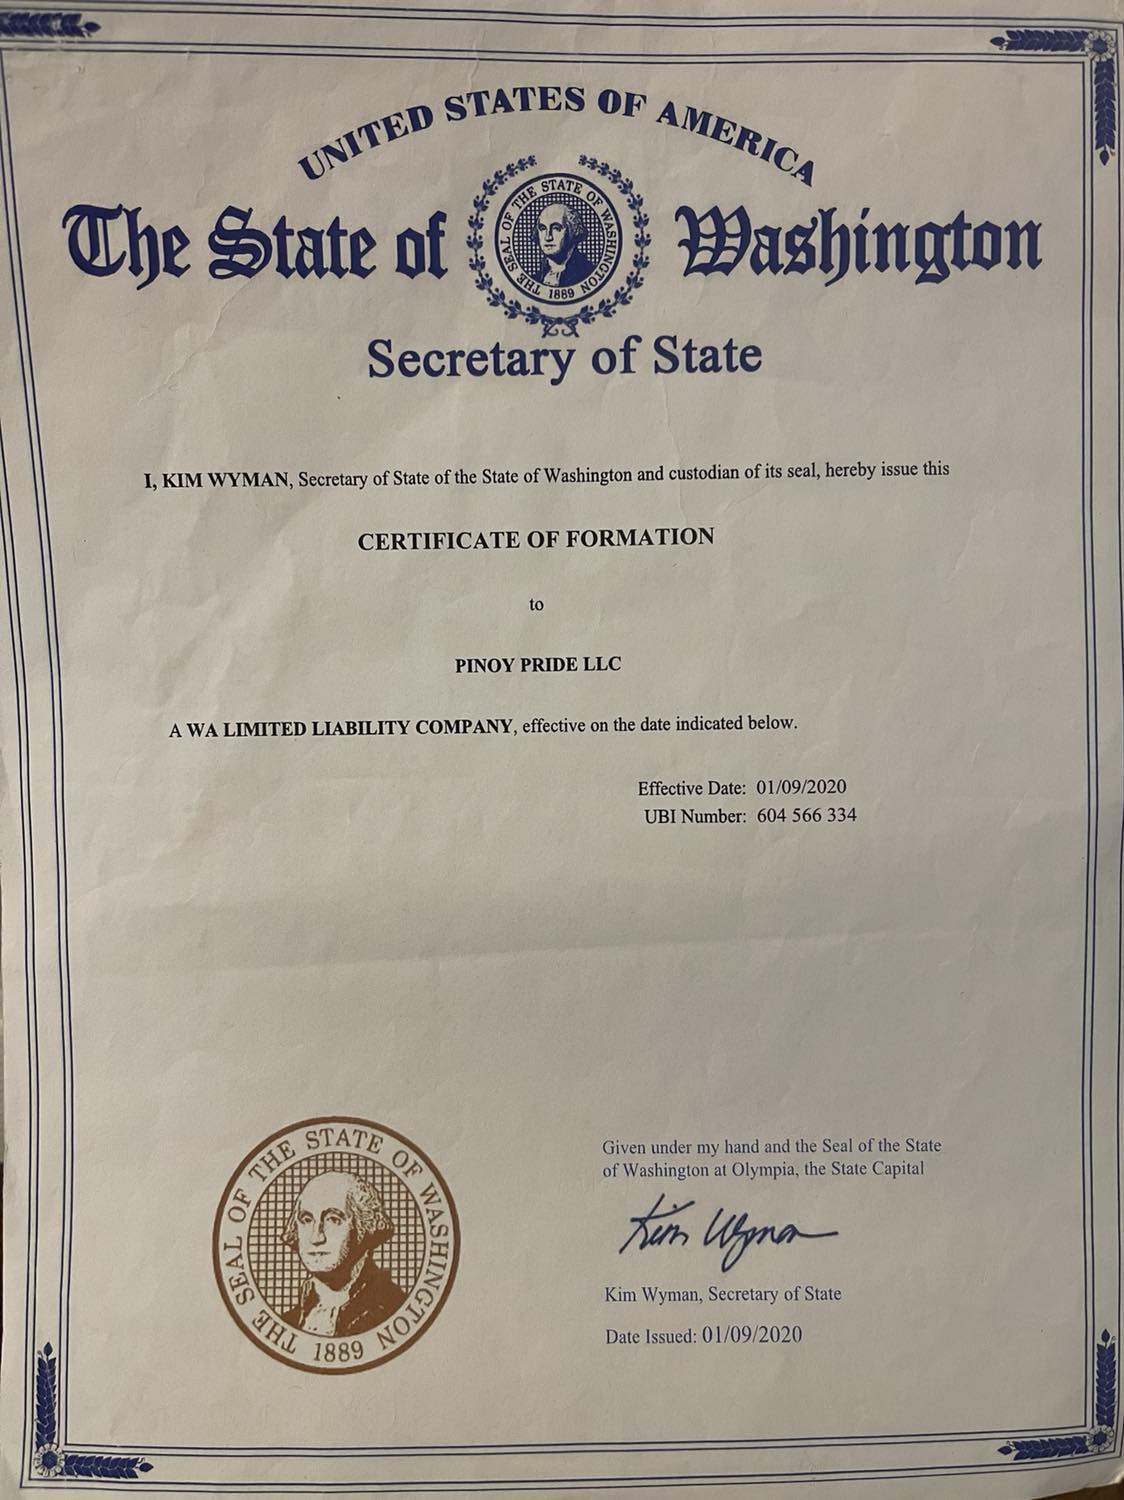 UNITED STATES OF AMERICA
The State of Washington
THE SEAL OF THE STATE OF WASHINGTON
1889
Secretary of State
I, KIM WYMAN, Secretary of State of the State of Washington and custodian of its seal, hereby issue this
CERTIFICATE OF FORMATION
to
PINOY PRIDE LLC
A WA LIMITED LIABILITY COMPANY, effective on the date indicated below.
Effective Date: 01/09/2020
UBI Number: 604 566 334
THE SEAL OF THE STATE OF WASHINGTON
1889
Given under my hand and the Seal of the State
of Washington at Olympia, the State Capital
Kim Wyman
Kim Wyman, Secretary of State
Date Issued: 01/09/2020